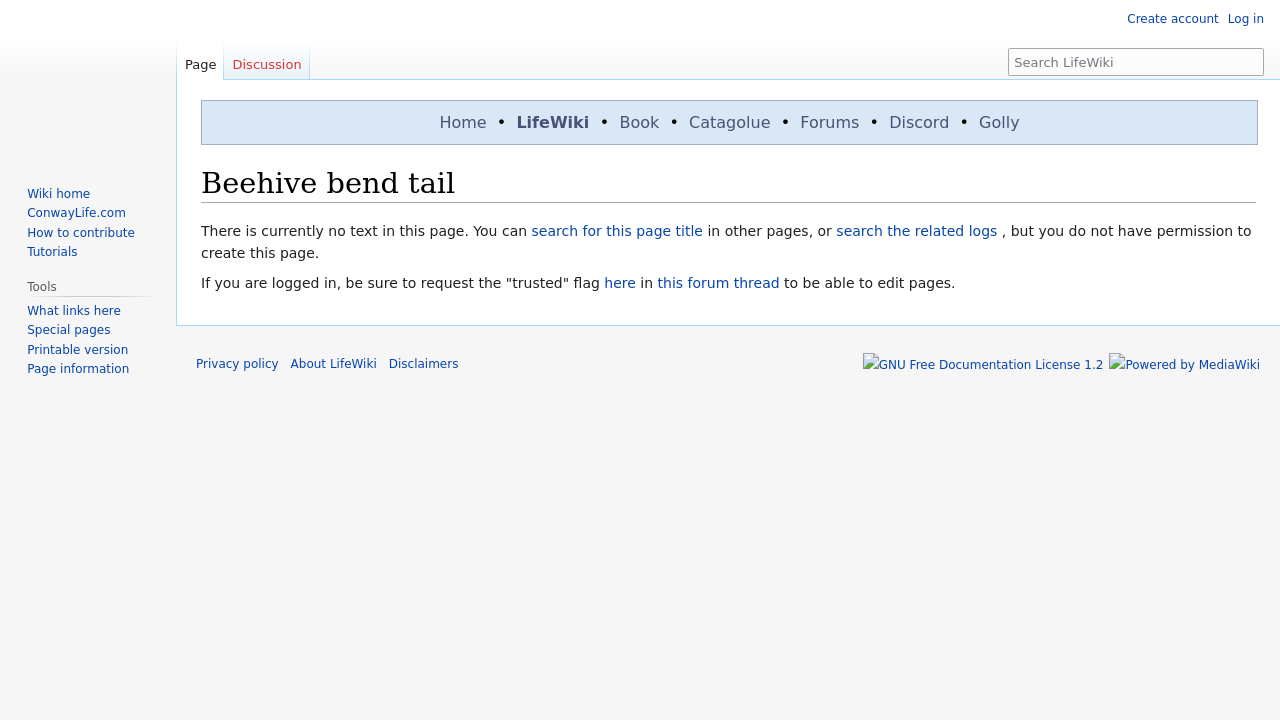 Create account Log in
Page Discussion Search LifeWiki
Home • LifeWiki • Book • Catagolue • Forums • Discord • Golly
Beehive bend tail
There is currently no text in this page. You can search for this page title in other pages, or search the related logs , but you do not have permission to
create this page.
If you are logged in, be sure to request the "trusted" flag here in this forum thread to be able to edit pages.
Wiki home
ConwayLife.com
How to contribute
Tutorials
Tools
What links here
Special pages
Printable version
Page information
Privacy policy About LifeWiki Disclaimers
GNU Free Documentation License 1.2 Powered by MediaWiki